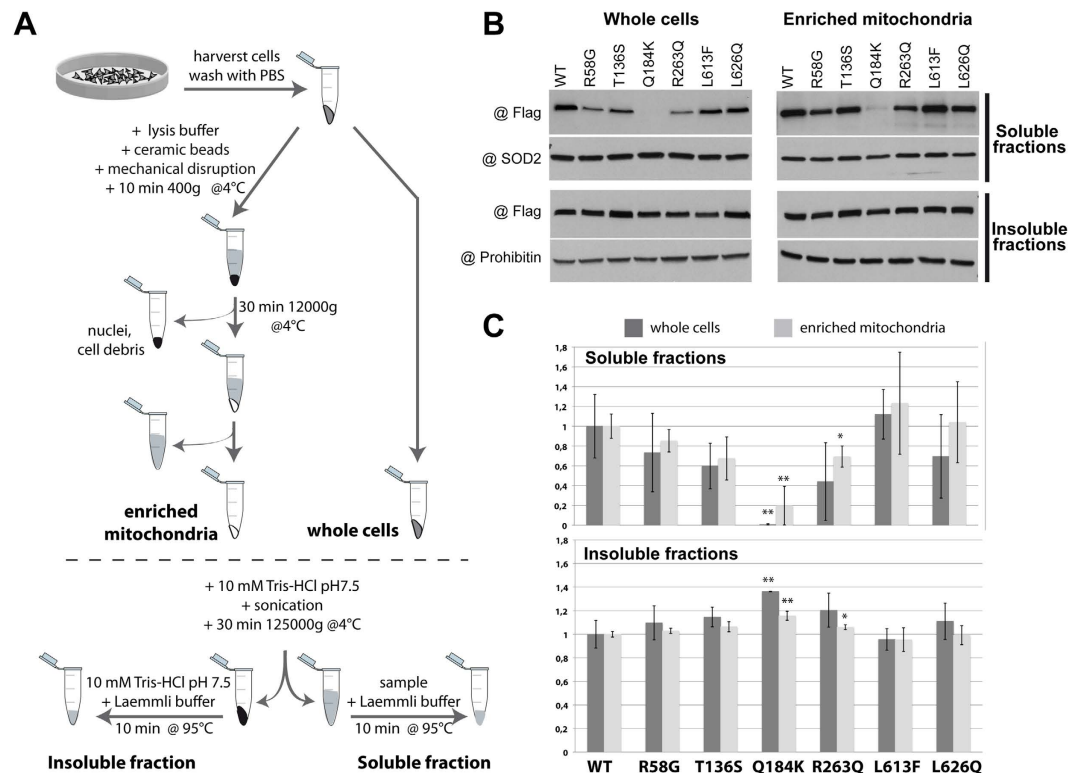 A
harverst cells
wash with PBS
+ lysis buffer
+ ceramic beads
+ mechanical disruption
+ 10 min 400g @4°C
30 min 12000g
@4°C
nuclei,
cell debris
enriched
mitochondria
whole cells
+ 10 mM Tris-HCl pH7.5
+ sonication
+ 30 min 125000g @4°C
10 mM Tris-HCl pH 7.5
+ Laemmli buffer
10 min @ 95°C
sample
+ Laemmli buffer
10 min @ 95°C
Insoluble fraction
Soluble fraction
B
Whole cells
Enriched mitochondria
WT R58G T136S Q184K R263Q L613F L626Q
WT R58G T136S Q184K R263Q L613F L626Q
@ Flag
@ SOD2
Soluble
fractions
@ Flag
@ Prohibitin
Insoluble
fractions
C
whole cells
enriched mitochondria
Soluble fractions
1,8
1,6
1,4
1,2
1
0,8
0,6
0,4
0,2
0
** ** *
Insoluble fractions
1,8
1,6
1,4
1,2
1
0,8
0,6
0,4
0,2
0
** ** *
WT R58G T136S Q184K R263Q L613F L626Q